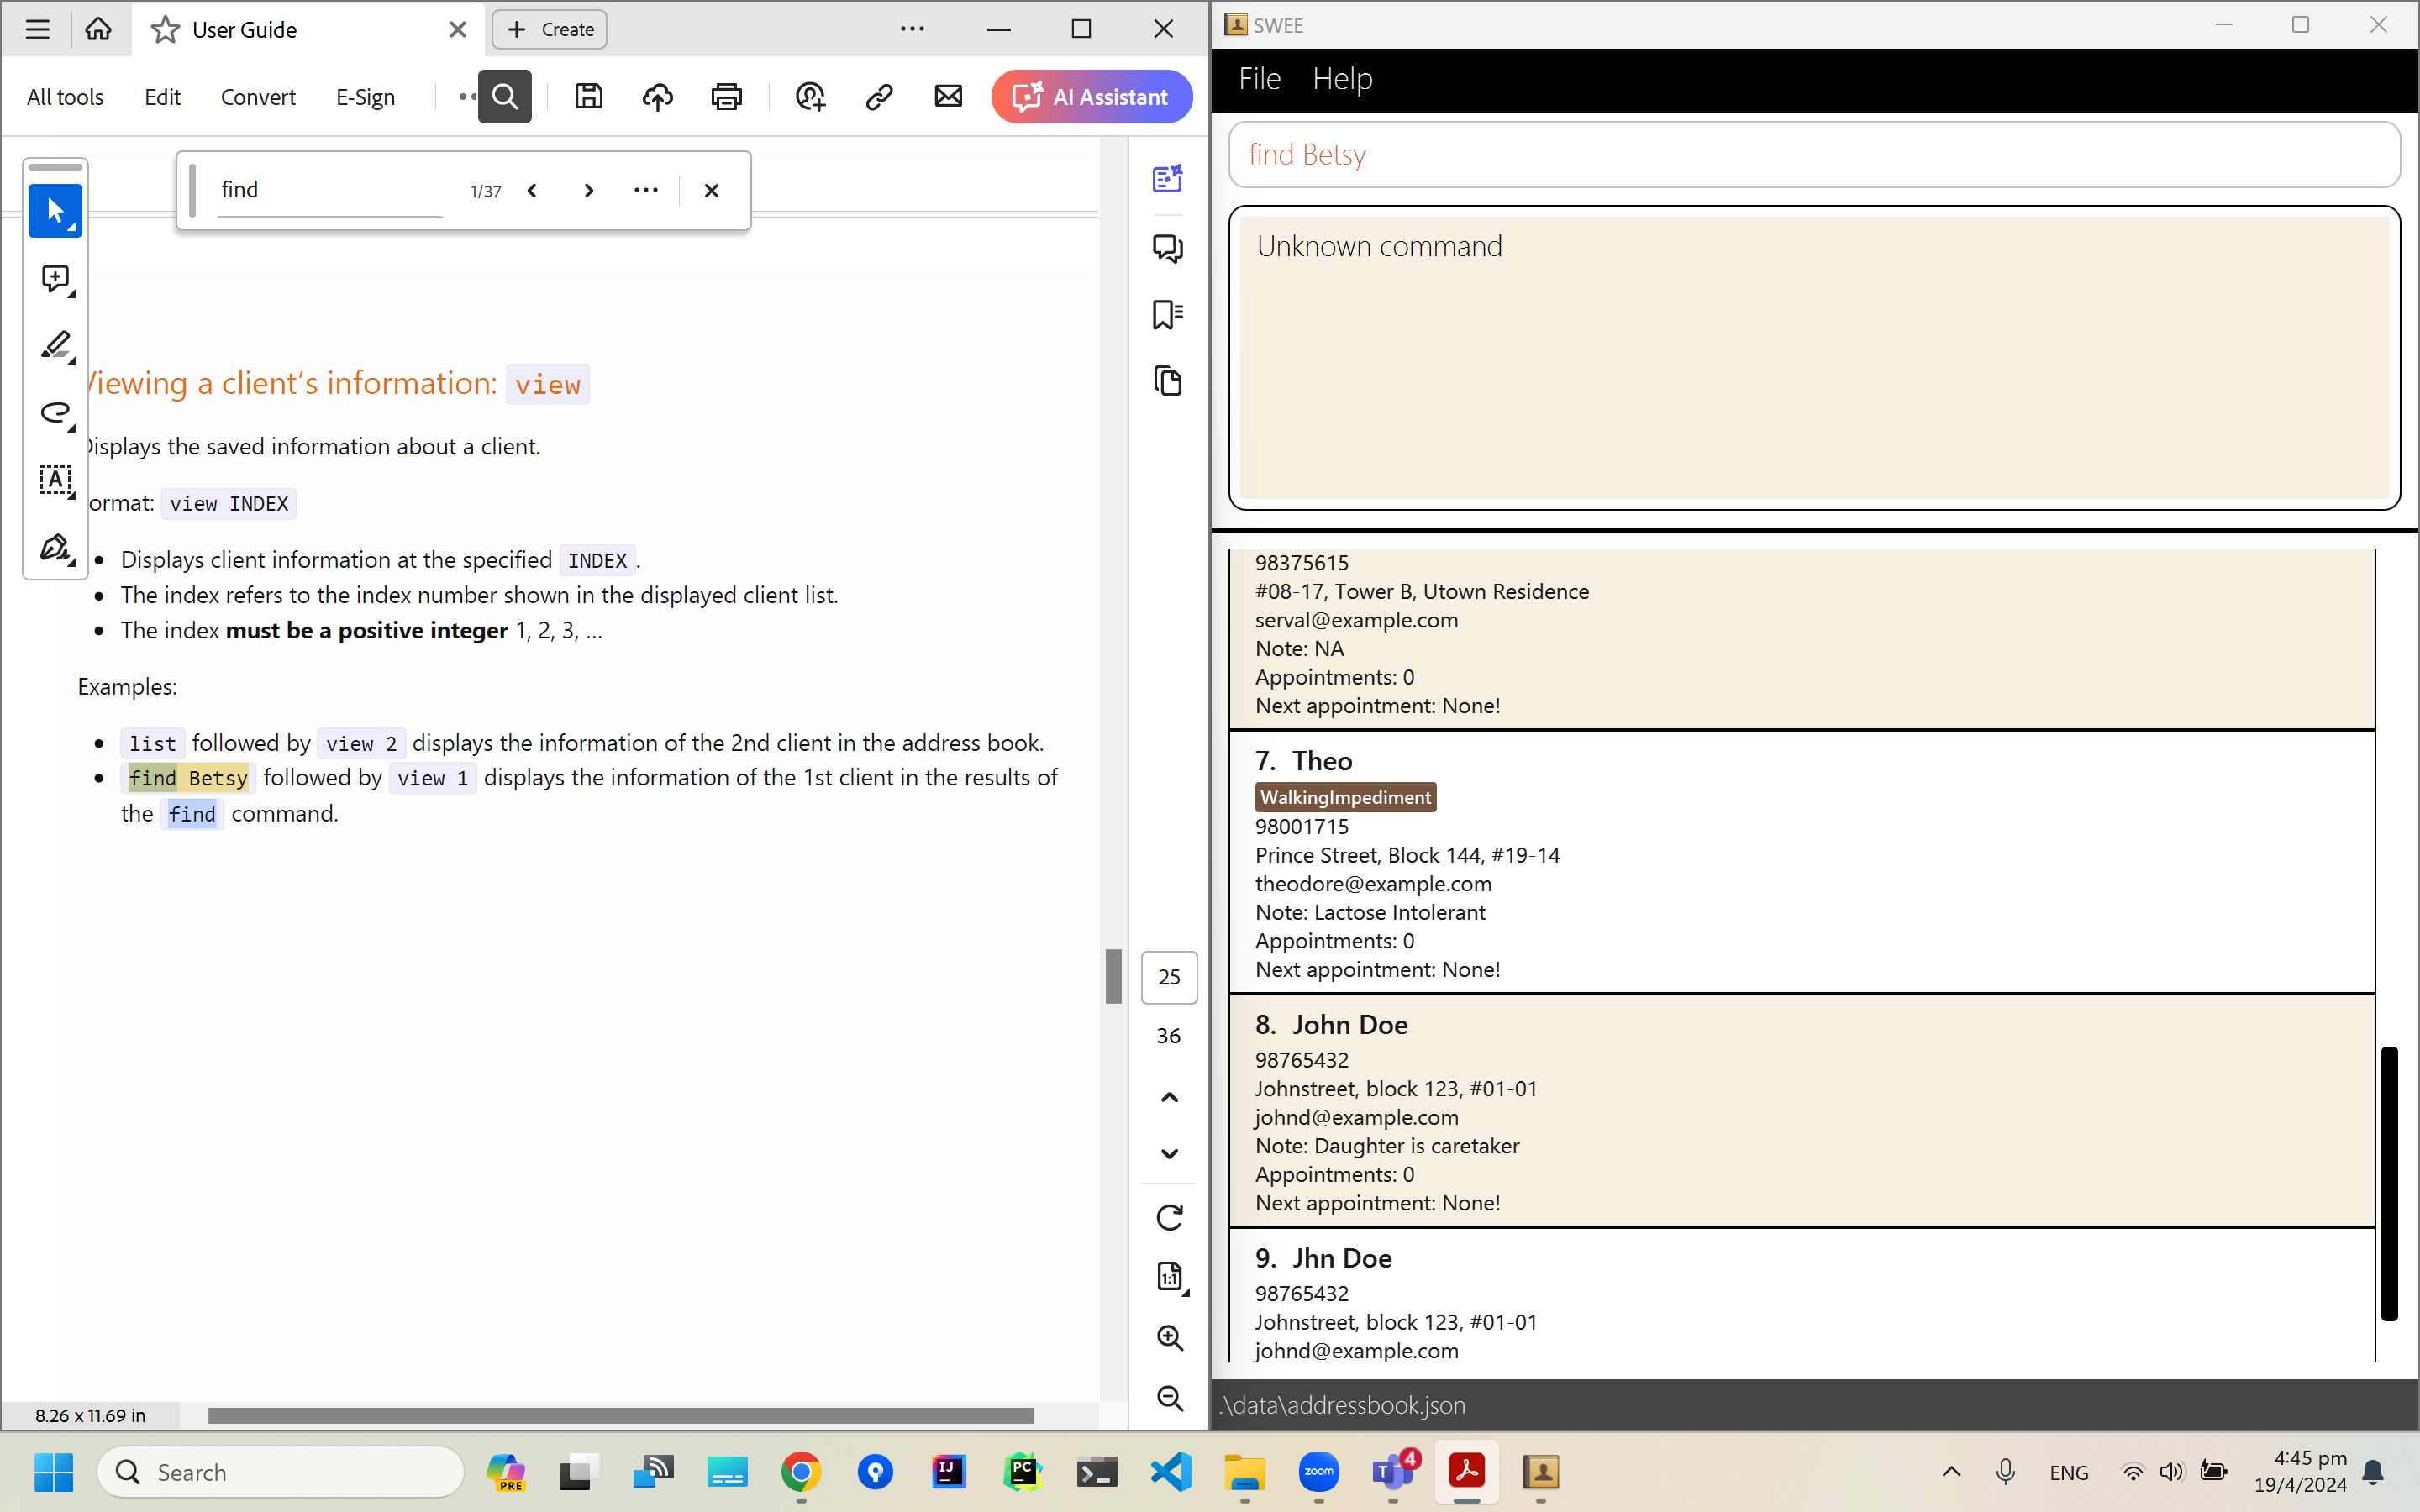 User Guide
Create
All tools
Edit
Convert
E-Sign
AI Assistant
find
1/37
Viewing a client’s information: view
Displays the saved information about a client.
ormat: view INDEX
Displays client information at the specified INDEX.
The index refers to the index number shown in the displayed client list.
The index must be a positive integer 1, 2, 3, …
Examples:
list followed by view 2 displays the information of the 2nd client in the address book.
find Betsy followed by view 1 displays the information of the 1st client in the results of
the find command.
25
36
1:1
8.26 x 11.69 in
SWEE
File Help
find Betsy
Unknown command
98375615
#08-17, Tower B, Utown Residence
serval@example.com
Note: NA
Appointments: 0
Next appointment: None!
7. Theo
WalkingImpediment
98001715
Prince Street, Block 144, #19-14
theodore@example.com
Note: Lactose Intolerant
Appointments: 0
Next appointment: None!
8. John Doe
98765432
Johnstreet, block 123, #01-01
johnd@example.com
Note: Daughter is caretaker
Appointments: 0
Next appointment: None!
9. Jhn Doe
98765432
Johnstreet, block 123, #01-01
johnd@example.com
.\data\addressbook.json
Search
PRE
IJ
PC
zoom
T
4
ENG
4:45 pm
19/4/2024